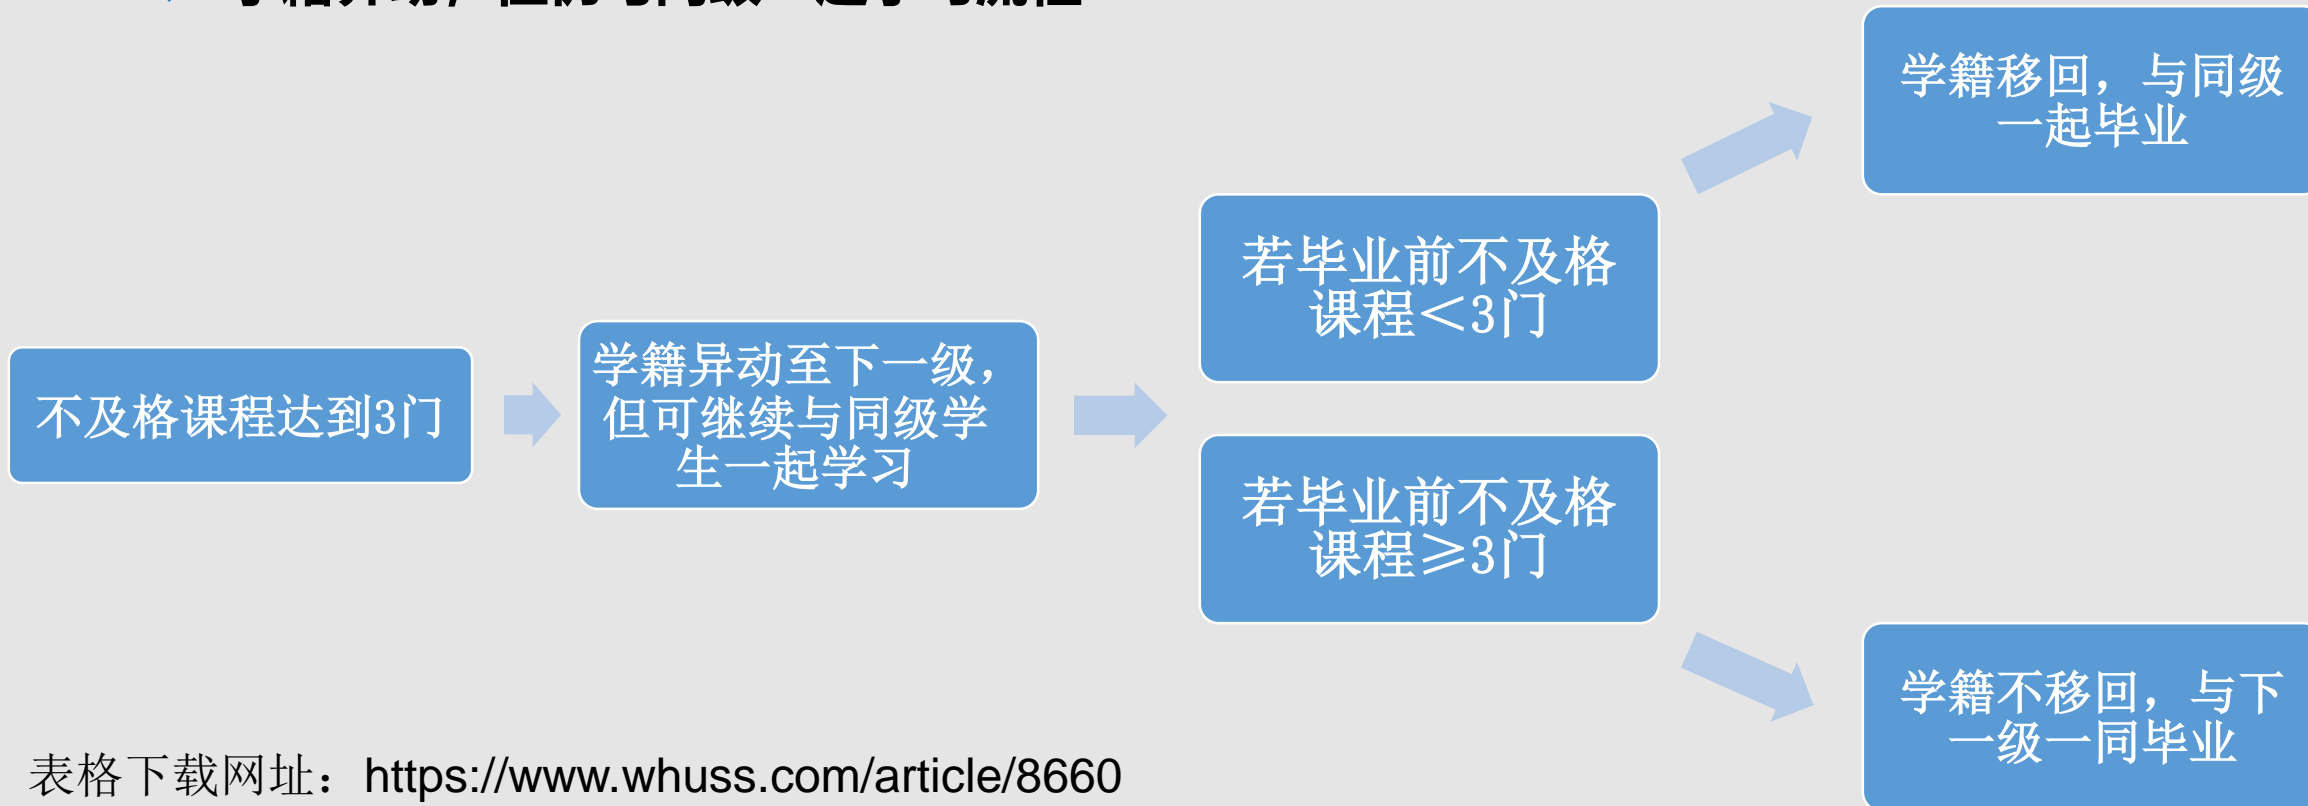 学籍移回，与同级
一起毕业
若毕业前不及格
课程＜3门
不及格课程达到3门
学籍异动至下一级，
但可继续与同级学
生一起学习
若毕业前不及格
课程≥3门
学籍不移回，与下
一级一同毕业
表格下载网址：https://www.whuss.com/article/8660